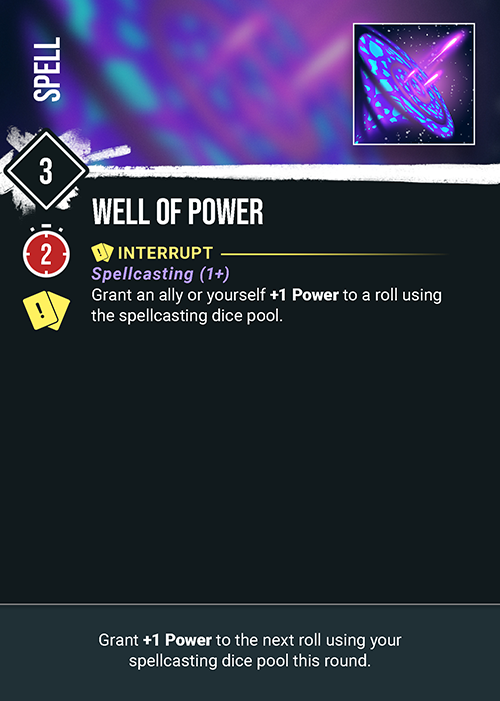 SPELL
3
WELL OF POWER
2
! INTERRUPT
Spellcasting (1+)
!
Grant an ally or yourself +1 Power to a roll using
the spellcasting dice pool.
Grant +1 Power to the next roll using your
spellcasting dice pool this round.